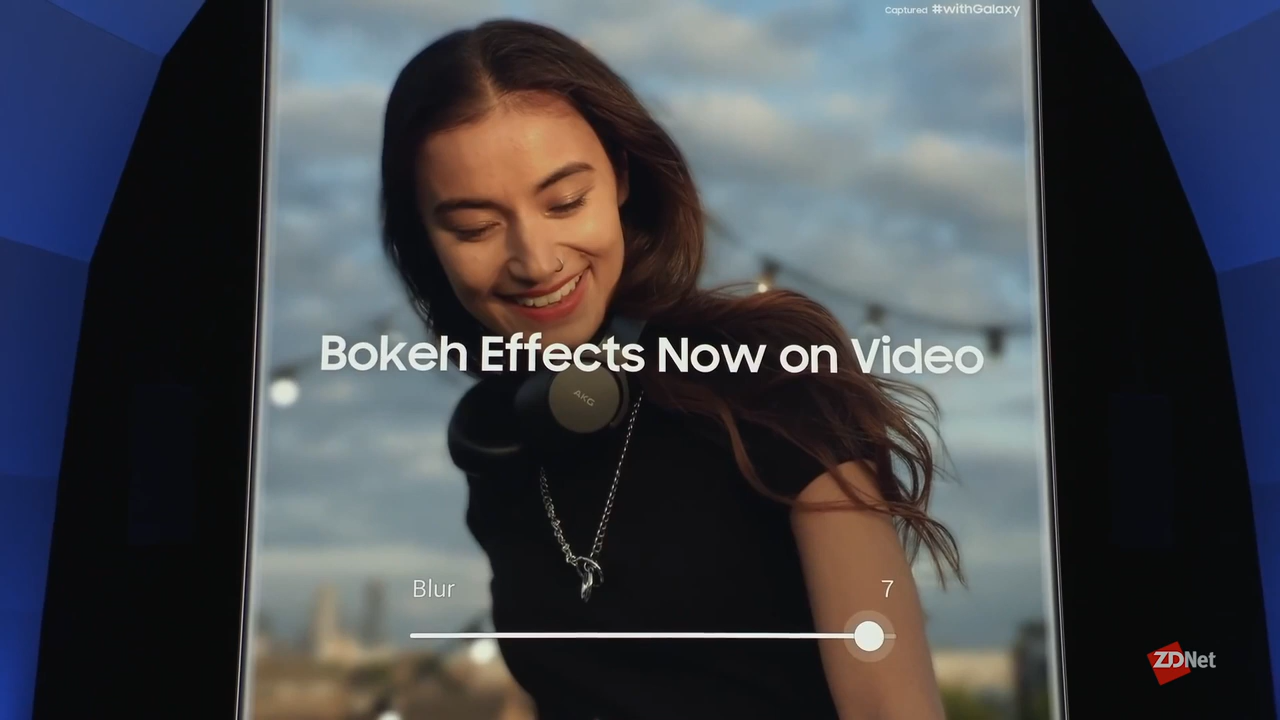 Captured #withGalaxy
Bokeh Effects Now on Video
AKG
Blur 7
ZDNet